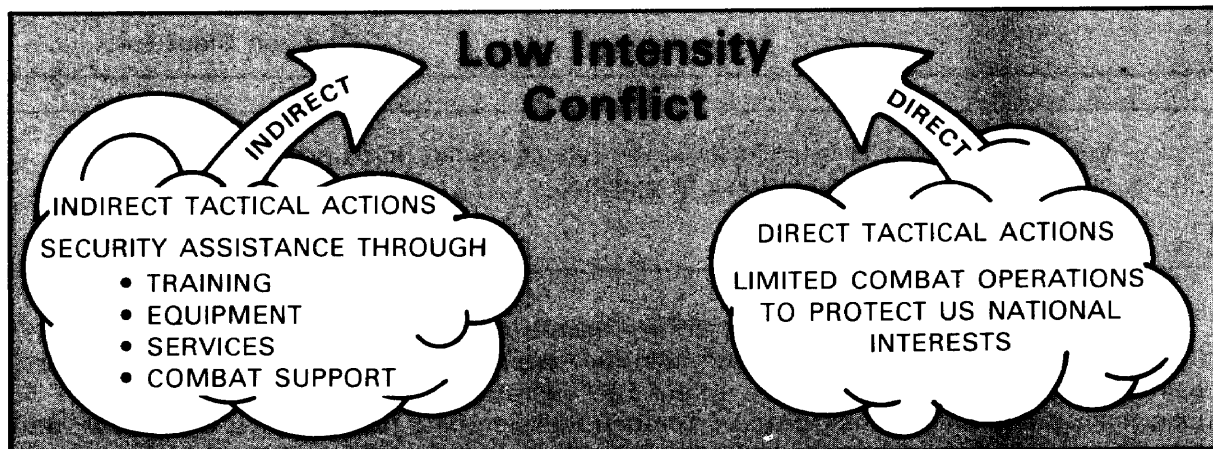 Low Intensity
Conflict
INDIRECT
INDIRECT TACTICAL ACTIONS
SECURITY ASSISTANCE THROUGH
• TRAINING
• EQUIPMENT
• SERVICES
• COMBAT SUPPORT
DIRECT
DIRECT TACTICAL ACTIONS
LIMITED COMBAT OPERATIONS
TO PROTECT US NATIONAL
INTERESTS